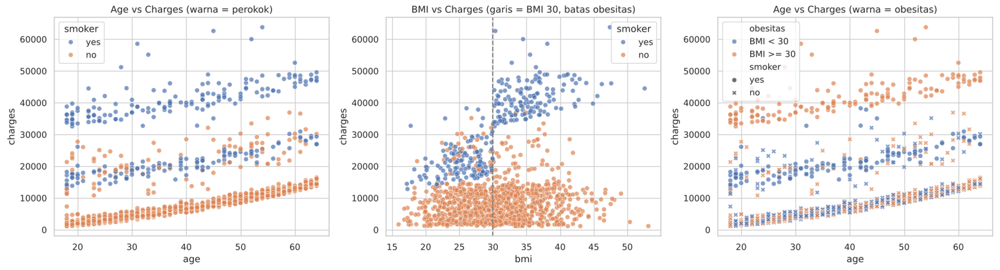 Age vs Charges (warna = perokok)
smoker
yes
no
60000
50000
40000
30000
20000
10000
0
charges
20 30 40 50 60
age
BMI vs Charges (garis = BMI 30, batas obesitas)
smoker
yes
no
60000
50000
40000
30000
20000
10000
0
charges
15 20 25 30 35 40 45 50
bmi
Age vs Charges (warna = obesitas)
obesitas
BMI < 30
BMI >= 30
smoker
yes
no
60000
50000
40000
30000
20000
10000
0
charges
20 30 40 50 60
age